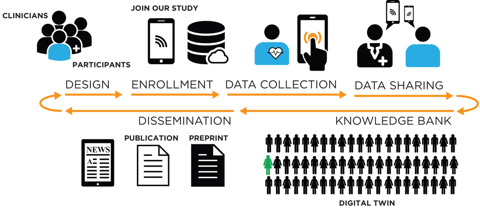 CLINICIANS
PARTICIPANTS
JOIN OUR STUDY
DESIGN
ENROLLMENT
DATA COLLECTION
DATA SHARING
DISSEMINATION
KNOWLEDGE BANK
NEWS
A
PUBLICATION
PREPRINT
DIGITAL TWIN